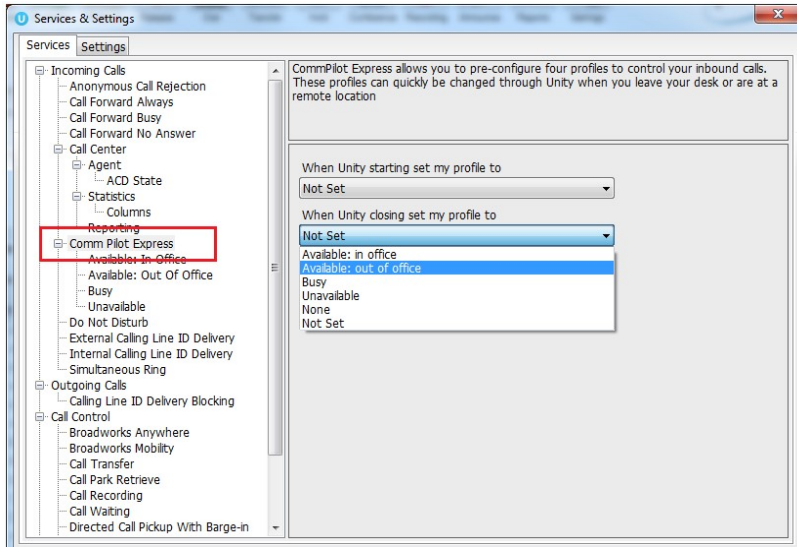 Services & Settings
Services
Settings
Incoming Calls
Anonymous Call Rejection
Call Forward Always
Call Forward Busy
Call Forward No Answer
Call Center
Agent
ACD State
Statistics
Columns
Reporting
Comm Pilot Express
Available: In Office
Available: Out Of Office
Busy
Unavailable
Do Not Disturb
External Calling Line ID Delivery
Internal Calling Line ID Delivery
Simultaneous Ring
Outgoing Calls
Calling Line ID Delivery Blocking
Call Control
Broadworks Anywhere
Broadworks Mobility
Call Transfer
Call Park Retrieve
Call Recording
Call Waiting
Directed Call Pickup With Barge-in
CommPilot Express allows you to pre-configure four profiles to control your inbound calls.
These profiles can quickly be changed through Unity when you leave your desk or are at a
remote location
When Unity starting set my profile to
Not Set
When Unity closing set my profile to
Not Set
Available: in office
Available: out of office
Busy
Unavailable
None
Not Set